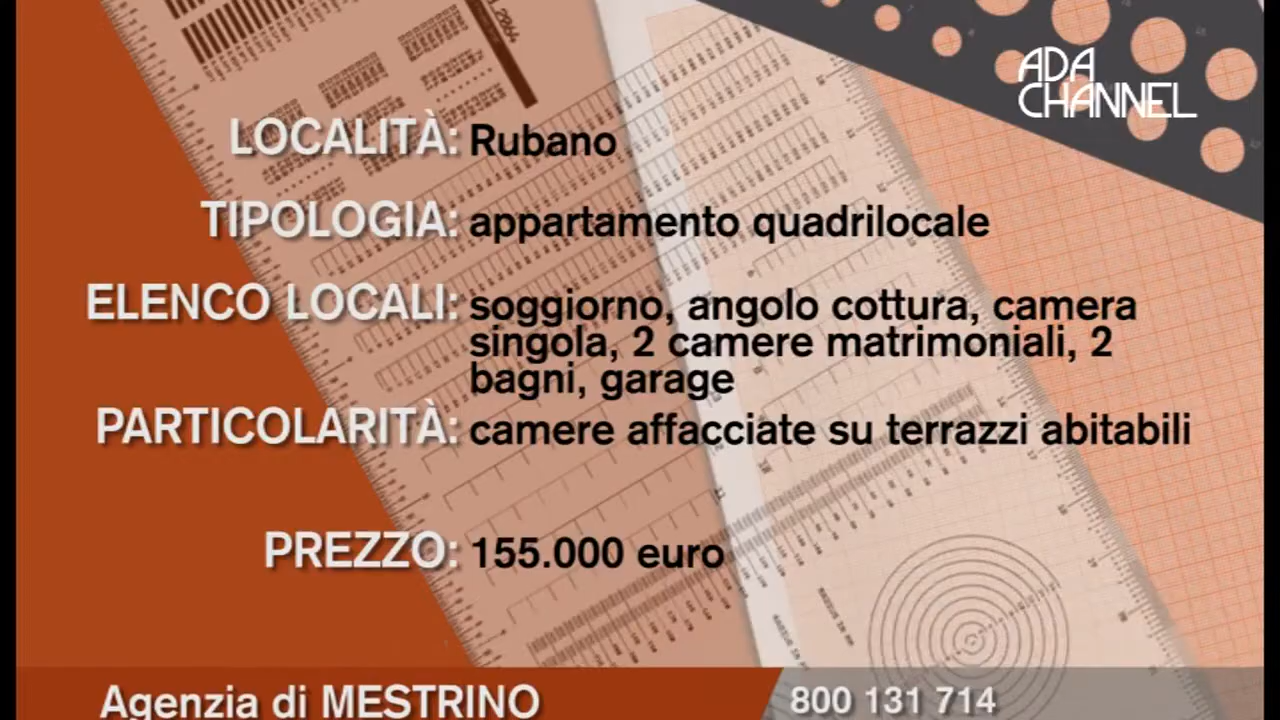 ADA
CHANNEL
LOCALITÀ: Rubano
TIPOLOGIA: appartamento quadrilocale
ELENCO LOCALI: soggiorno, angolo cottura, camera
singola, 2 camere matrimoniali, 2
bagni, garage
PARTICOLARITÀ: camere affacciate su terrazzi abitabili
PREZZO: 155.000 euro
Agenzia di MESTRINO
800 131 714